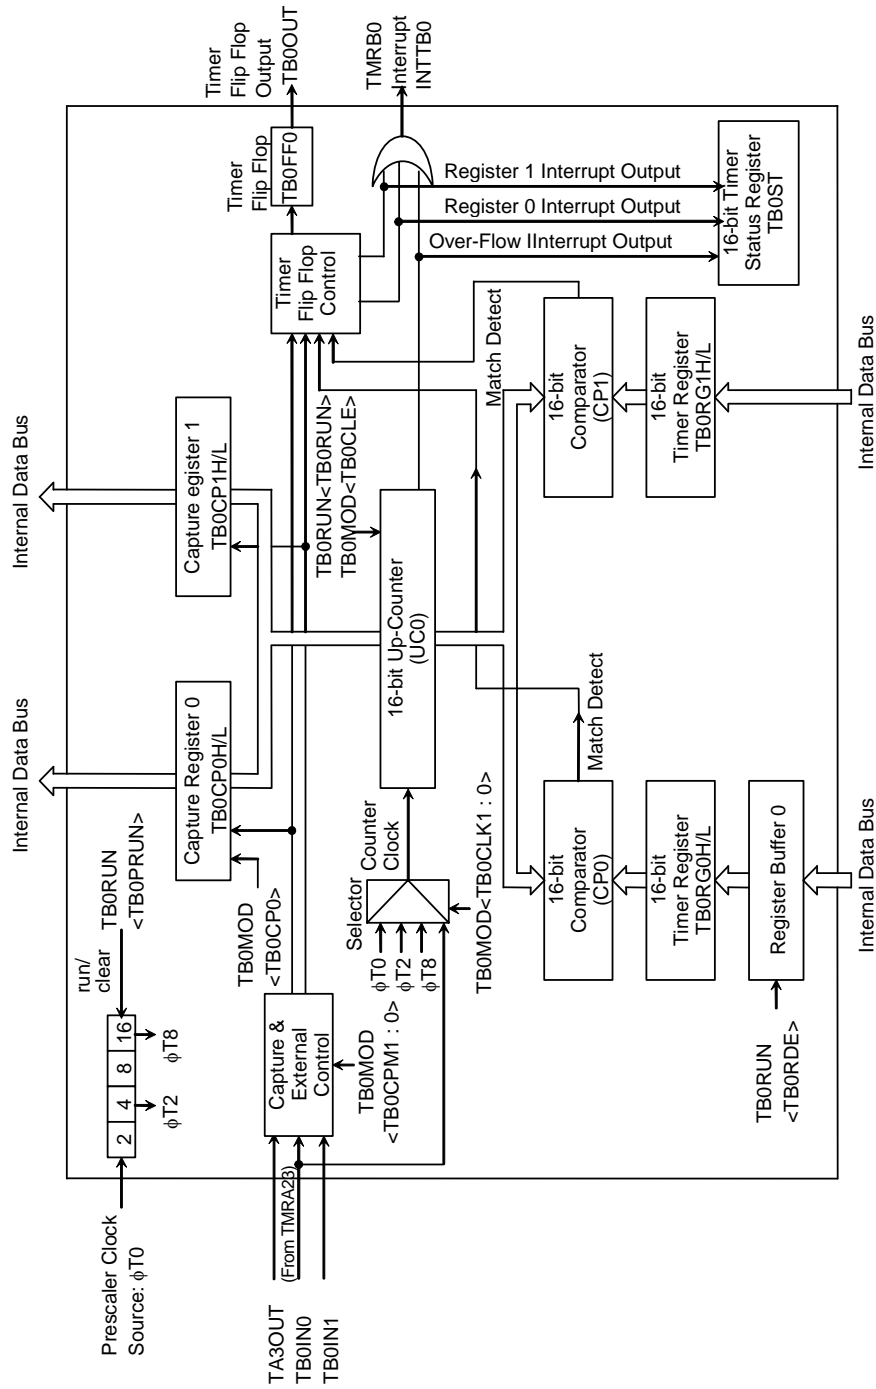 Internal Data Bus
Internal Data Bus
Prescaler Clock
Source: ϕT0
2
4
8
16
ϕT2
ϕT8
run/
clear
TB0RUN
<TB0PRUN>
Capture Register 0
TB0CP0H/L
Capture egister 1
TB0CP1H/L
TB0MOD
<TB0CP0>
TA3OUT
(From TMRA23)
TB0IN0
TB0IN1
Capture &
External
Control
TB0MOD
<TB0CPM1 : 0>
Selector
ϕT0
ϕT2
ϕT8
TB0MOD<TB0CLK1 : 0>
Counter
Clock
16-bit Up-Counter
(UC0)
TB0RUN<TB0RUN>
TB0MOD<TB0CLE>
Timer
Flip Flop
Control
Timer
Flip Flop
TB0FF0
Timer
Flip Flop
Output
TB0OUT
TMRB0
Interrupt
INTTB0
Register 1 Interrupt Output
Register 0 Interrupt Output
Over-Flow IInterrupt Output
16-bit Timer
Status Register
TB0ST
Match Detect
Match Detect
16-bit
Comparator
(CP0)
16-bit
Comparator
(CP1)
16-bit
Timer Register
TB0RG0H/L
16-bit
Timer Register
TB0RG1H/L
Register Buffer 0
TB0RUN
<TB0RDE>
Internal Data Bus
Internal Data Bus